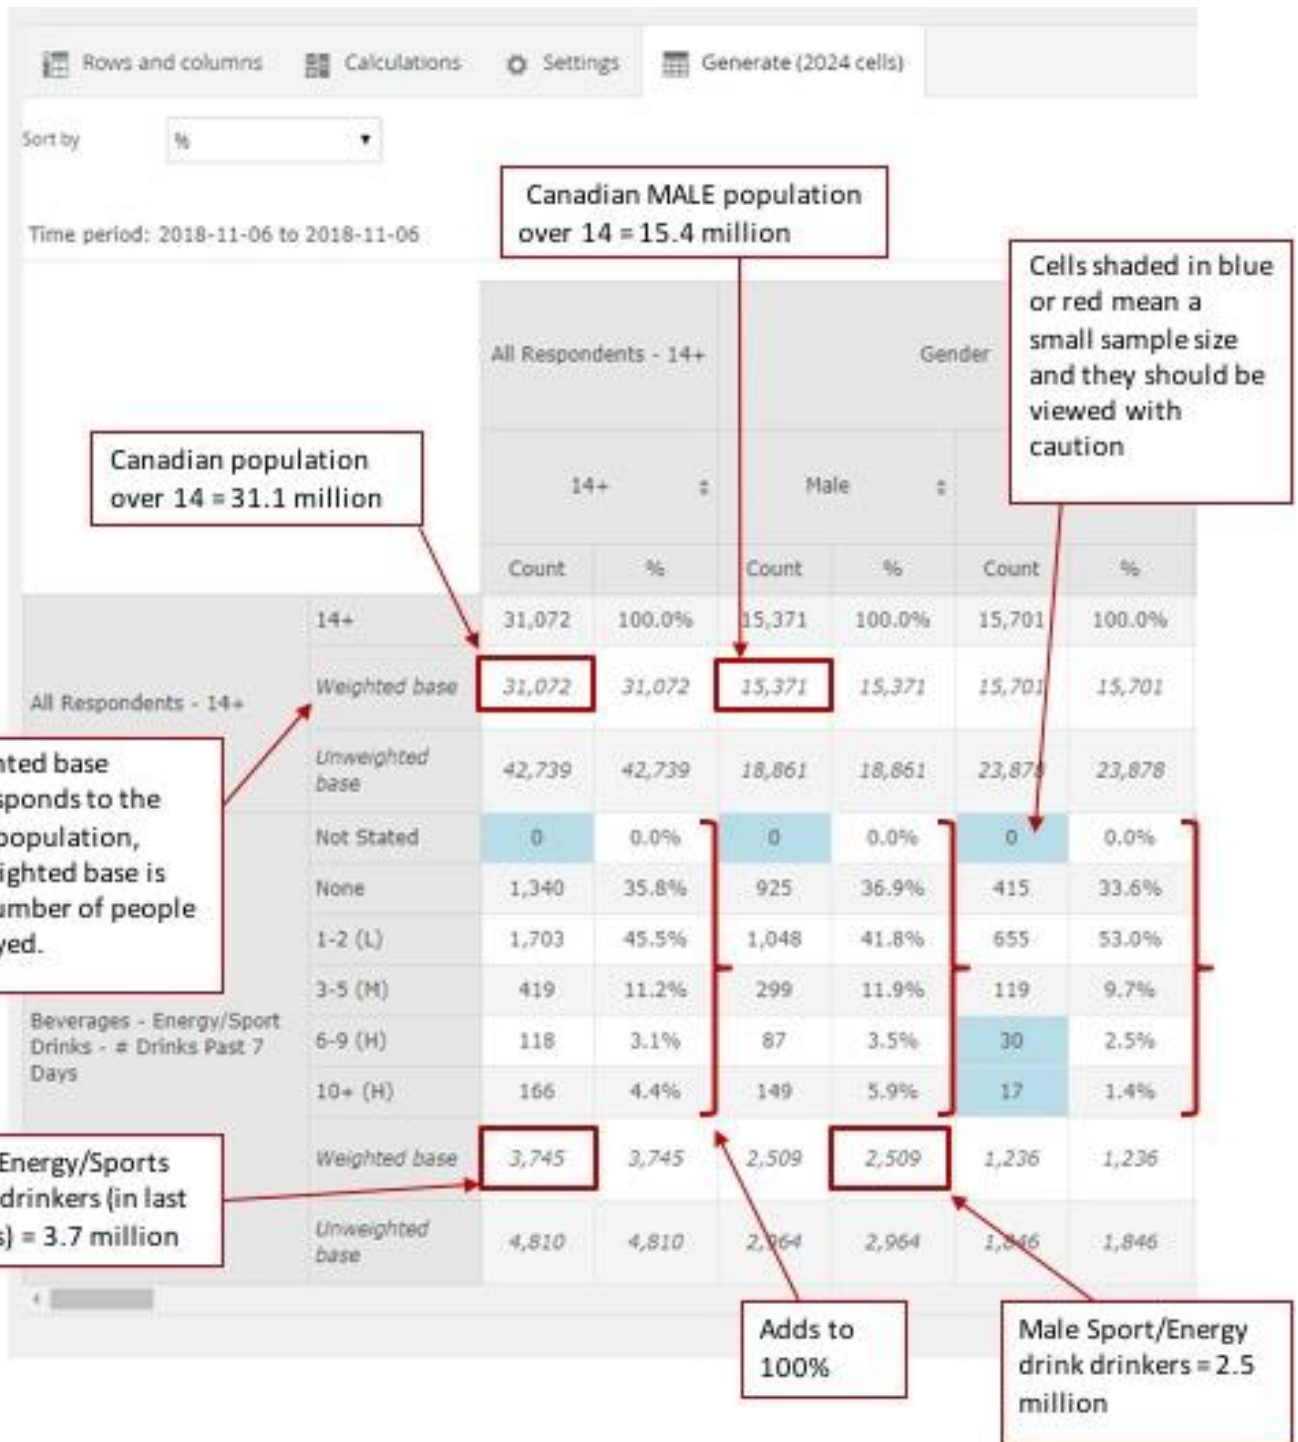 Rows and columns Calculations Settings Generate (2024 cells)
Sort by %
Canadian MALE population
over 14 = 15.4 million
Time period: 2018-11-06 to 2018-11-06
Cells shaded in blue
or red mean a
small sample size
and they should be
viewed with
caution
All Respondents - 14+ Gender
Canadian population
over 14 = 31.1 million
14+ Male
Count % Count % Count %
14+ 31,072 100.0% 15,371 100.0% 15,701 100.0%
All Respondents - 14+
Weighted base 31,072 31,072 15,371 15,371 15,701 15,701
Unweighted
base 42,739 42,739 18,861 18,861 23,878 23,878
nted base
sponds to the
population,
ighted base is
umber of people
yed.
Not Stated 0 0.0% 0 0.0% 0 0.0%
None 1,340 35.8% 925 36.9% 415 33.6%
1-2 (L) 1,703 45.5% 1,048 41.8% 655 53.0%
3-5 (M) 419 11.2% 299 11.9% 119 9.7%
Beverages - Energy/Sport
Drinks - # Drinks Past 7
Days
6-9 (H) 118 3.1% 87 3.5% 30 2.5%
10+ (H) 166 4.4% 149 5.9% 17 1.4%
Weighted base 3,745 3,745 2,509 2,509 1,236 1,236
Energy/Sports
drinkers (in last
s) = 3.7 million
Unweighted
base 4,810 4,810 2,964 2,964 1,846 1,846
Adds to
100%
Male Sport/Energy
drink drinkers = 2.5
million